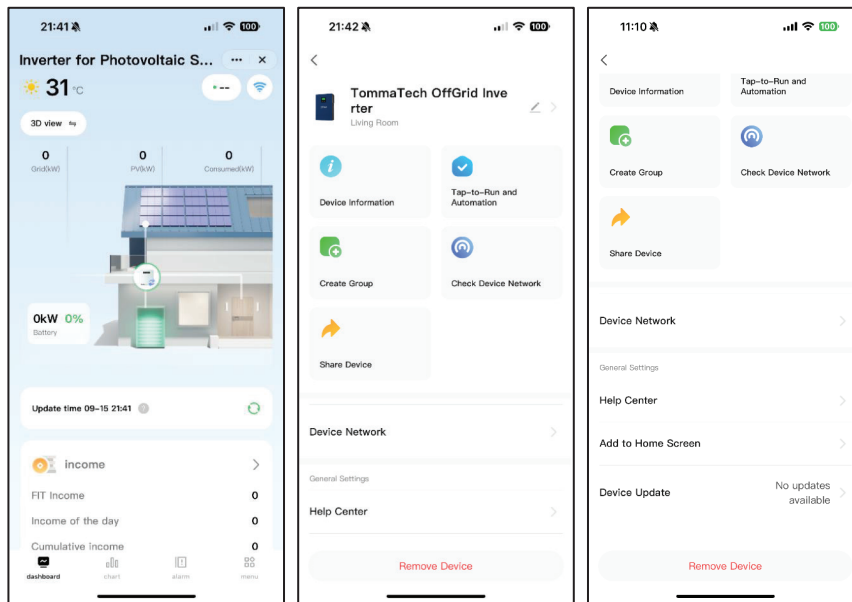 21:41
100
Inverter for Photovoltaic S...
31 °C
--
3D view
0
0
0
Grid(kW)
PV(kW)
Consumed(kW)
0kW 0%
Battery
Update time 09-15 21:41
income
FIT Income
0
Income of the day
0
Cumulative income
0
dashboard
chart
alarm
menu
21:42
100
TommaTech OffGrid Inve
rter
Living Room
Device Information
Tap-to-Run and
Automation
Create Group
Check Device Network
Share Device
Device Network
General Settings
Help Center
Remove Device
11:10
100
Device Information
Tap-to-Run and
Automation
Create Group
Check Device Network
Share Device
Device Network
General Settings
Help Center
Add to Home Screen
Device Update
No updates
available
Remove Device